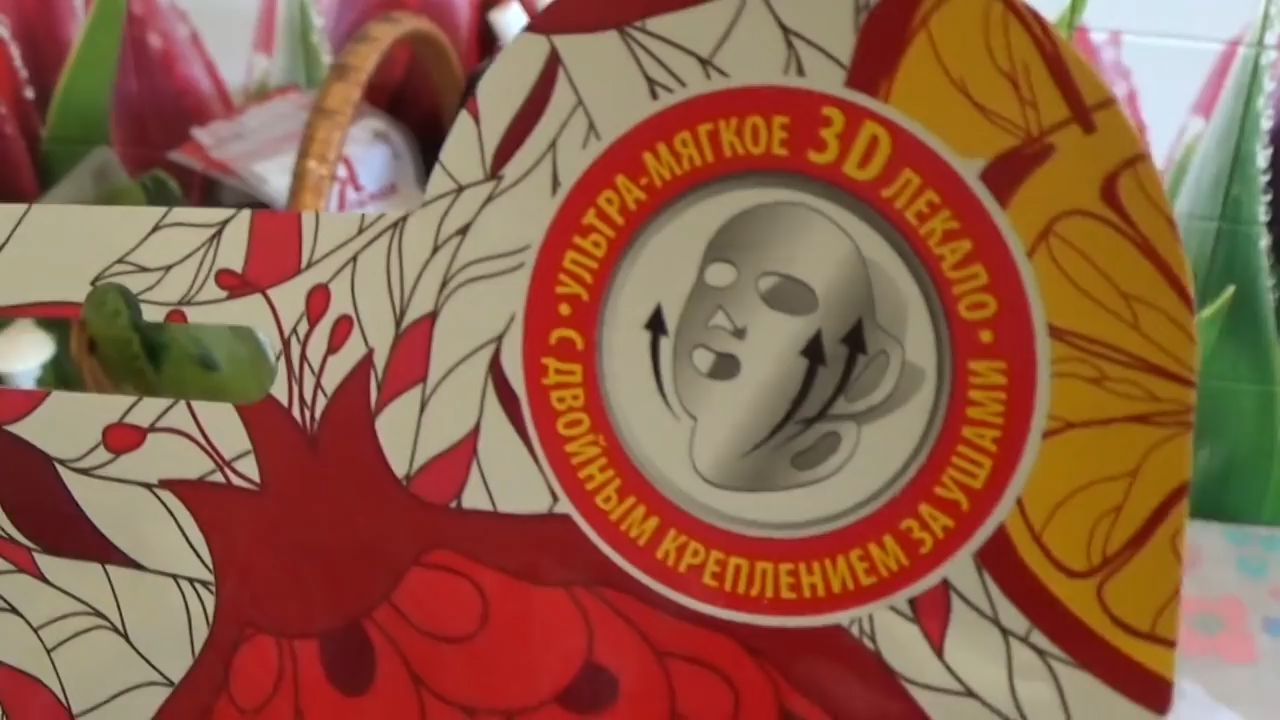 УЛЬТРА-МЯГКОЕ 3D ЛЕКАЛО •
С ДВОЙНЫМ КРЕПЛЕНИЕМ ЗА УШАМИ •
Я